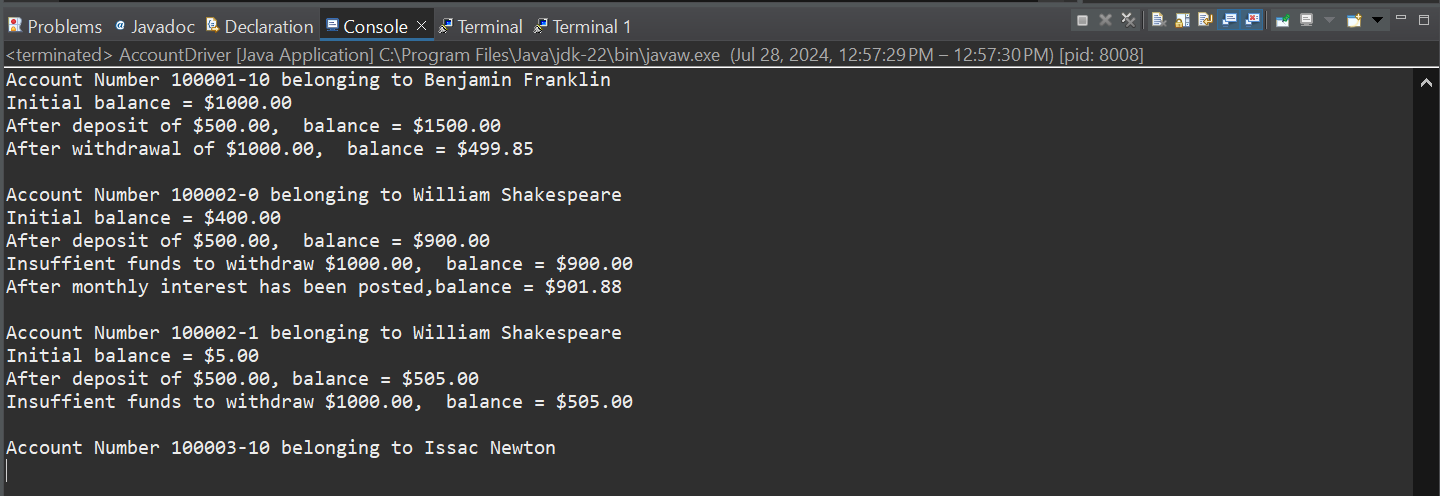 Problems Javadoc Declaration Console Terminal Terminal 1
<terminated> AccountDriver [Java Application] C:\Program Files\Java\jdk-22\bin\javaw.exe (Jul 28, 2024, 12:57:29 PM – 12:57:30 PM) [pid: 8008]
Account Number 100001-10 belonging to Benjamin Franklin
Initial balance = $1000.00
After deposit of $500.00,  balance = $1500.00
After withdrawal of $1000.00,  balance = $499.85

Account Number 100002-0 belonging to William Shakespeare
Initial balance = $400.00
After deposit of $500.00,  balance = $900.00
Insuffient funds to withdraw $1000.00,  balance = $900.00
After monthly interest has been posted,balance = $901.88

Account Number 100002-1 belonging to William Shakespeare
Initial balance = $5.00
After deposit of $500.00, balance = $505.00
Insuffient funds to withdraw $1000.00,  balance = $505.00

Account Number 100003-10 belonging to Issac Newton